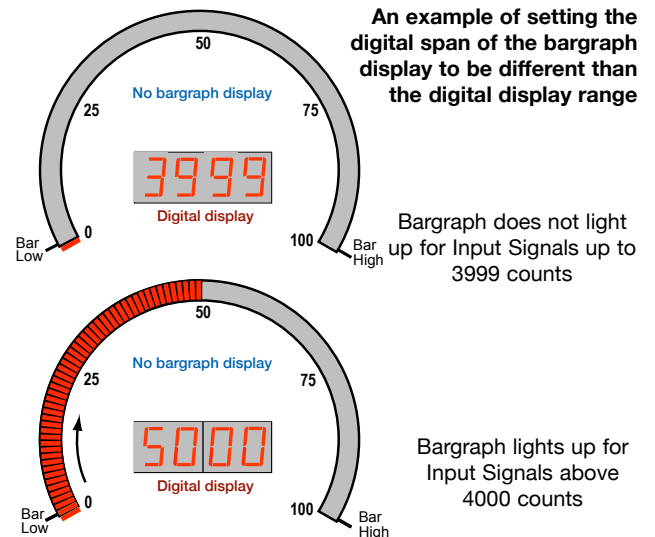 An example of setting the
digital span of the bargraph
display to be different than
the digital display range
50
No bargraph display
25
75
3999
Digital display
0
100
Bar
Low
Bar
High
Bargraph does not light
up for Input Signals up to
3999 counts
50
No bargraph display
25
75
5000
Digital display
0
100
Bar
Low
Bar
High
Bargraph lights up for
Input Signals above
4000 counts